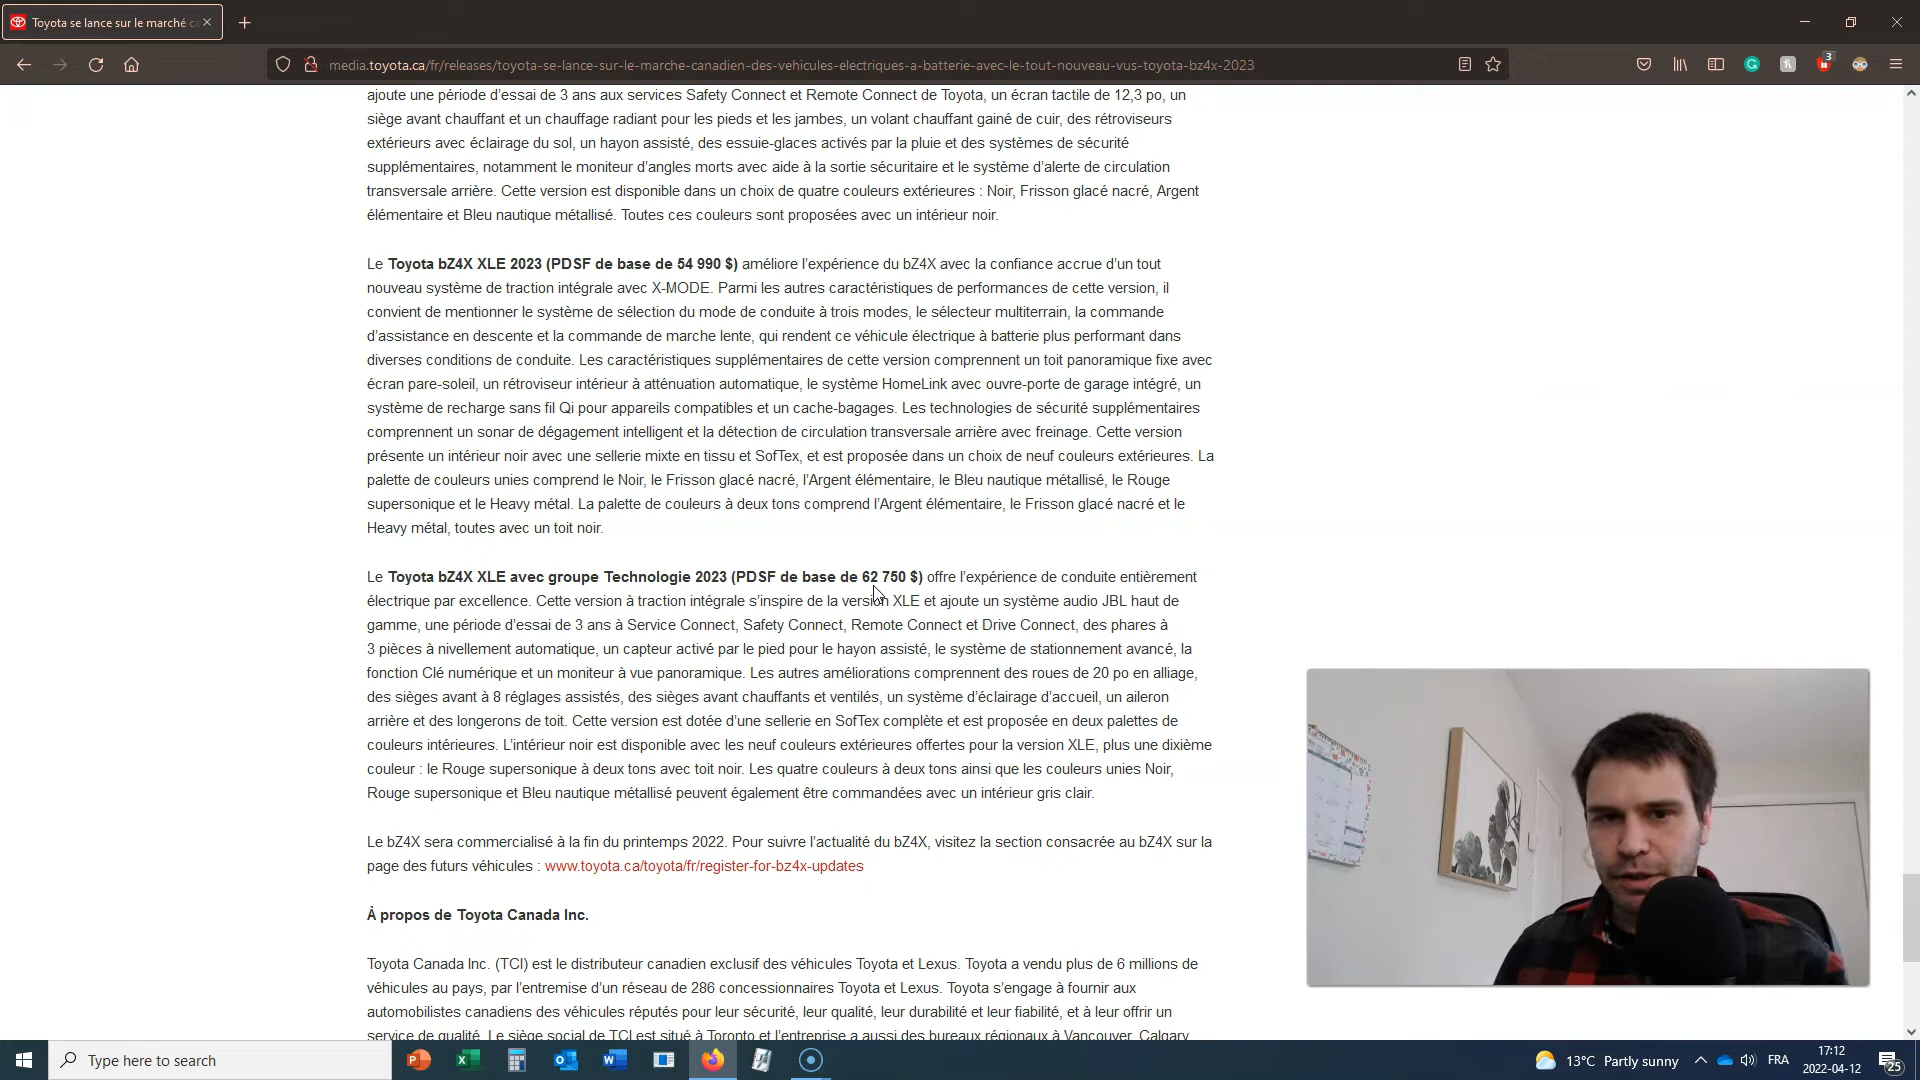 Toyota se lance sur le marché ca
media.toyota.ca/fr/releases/toyota-se-lance-sur-le-marche-canadien-des-vehicules-electriques-a-batterie-avec-le-tout-nouveau-vus-toyota-bz4x-2023
3
ajoute une période d’essai de 3 ans aux services Safety Connect et Remote Connect de Toyota, un écran tactile de 12,3 po, un
siège avant chauffant et un chauffage radiant pour les pieds et les jambes, un volant chauffant gainé de cuir, des rétroviseurs
extérieurs avec éclairage du sol, un hayon assisté, des essuie-glaces activés par la pluie et des systèmes de sécurité
supplémentaires, notamment le moniteur d’angles morts avec aide à la sortie sécuritaire et le système d’alerte de circulation
transversale arrière. Cette version est disponible dans un choix de quatre couleurs extérieures : Noir, Frisson glacé nacré, Argent
élémentaire et Bleu nautique métallisé. Toutes ces couleurs sont proposées avec un intérieur noir.
Le Toyota bZ4X XLE 2023 (PDSF de base de 54 990 $) améliore l’expérience du bZ4X avec la confiance accrue d’un tout
nouveau système de traction intégrale avec X-MODE. Parmi les autres caractéristiques de performances de cette version, il
convient de mentionner le système de sélection du mode de conduite à trois modes, le sélecteur multiterrain, la commande
d’assistance en descente et la commande de marche lente, qui rendent ce véhicule électrique à batterie plus performant dans
diverses conditions de conduite. Les caractéristiques supplémentaires de cette version comprennent un toit panoramique fixe avec
écran pare-soleil, un rétroviseur intérieur à atténuation automatique, le système HomeLink avec ouvre-porte de garage intégré, un
système de recharge sans fil Qi pour appareils compatibles et un cache-bagages. Les technologies de sécurité supplémentaires
comprennent un sonar de dégagement intelligent et la détection de circulation transversale arrière avec freinage. Cette version
présente un intérieur noir avec une sellerie mixte en tissu et SofTex, et est proposée dans un choix de neuf couleurs extérieures. La
palette de couleurs unies comprend le Noir, le Frisson glacé nacré, l’Argent élémentaire, le Bleu nautique métallisé, le Rouge
supersonique et le Heavy métal. La palette de couleurs à deux tons comprend l’Argent élémentaire, le Frisson glacé nacré et le
Heavy métal, toutes avec un toit noir.
Le Toyota bZ4X XLE avec groupe Technologie 2023 (PDSF de base de 62 750 $) offre l’expérience de conduite entièrement
électrique par excellence. Cette version à traction intégrale s’inspire de la version XLE et ajoute un système audio JBL haut de
gamme, une période d’essai de 3 ans à Service Connect, Safety Connect, Remote Connect et Drive Connect, des phares à
3 pièces à nivellement automatique, un capteur activé par le pied pour le hayon assisté, le système de stationnement avancé, la
fonction Clé numérique et un moniteur à vue panoramique. Les autres améliorations comprennent des roues de 20 po en alliage,
des sièges avant à 8 réglages assistés, des sièges avant chauffants et ventilés, un système d’éclairage d’accueil, un aileron
arrière et des longerons de toit. Cette version est dotée d’une sellerie en SofTex complète et est proposée en deux palettes de
couleurs intérieures. L’intérieur noir est disponible avec les neuf couleurs extérieures offertes pour la version XLE, plus une dixième
couleur : le Rouge supersonique à deux tons avec toit noir. Les quatre couleurs à deux tons ainsi que les couleurs unies Noir,
Rouge supersonique et Bleu nautique métallisé peuvent également être commandées avec un intérieur gris clair.
Le bZ4X sera commercialisé à la fin du printemps 2022. Pour suivre l’actualité du bZ4X, visitez la section consacrée au bZ4X sur la
page des futurs véhicules : www.toyota.ca/toyota/fr/register-for-bz4x-updates
À propos de Toyota Canada Inc.
Toyota Canada Inc. (TCI) est le distributeur canadien exclusif des véhicules Toyota et Lexus. Toyota a vendu plus de 6 millions de
véhicules au pays, par l’entremise d’un réseau de 286 concessionnaires Toyota et Lexus. Toyota s’engage à fournir aux
automobilistes canadiens des véhicules réputés pour leur sécurité, leur qualité, leur durabilité et leur fiabilité, et à leur offrir un
service de qualité. Le siège social de TCI est situé à Toronto et l’entreprise a aussi des bureaux régionaux à Vancouver, Calgary
Type here to search
13°C Partly sunny
FRA
17:12
2022-04-12
25